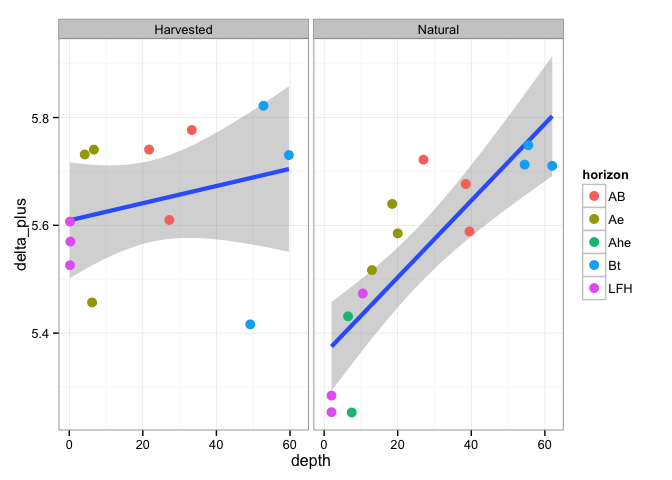 Harvested Natural
5.8
5.6
5.4
delta_plus
0 20 40 60 0 20 40 60
depth
horizon
AB
Ae
Ahe
Bt
LFH